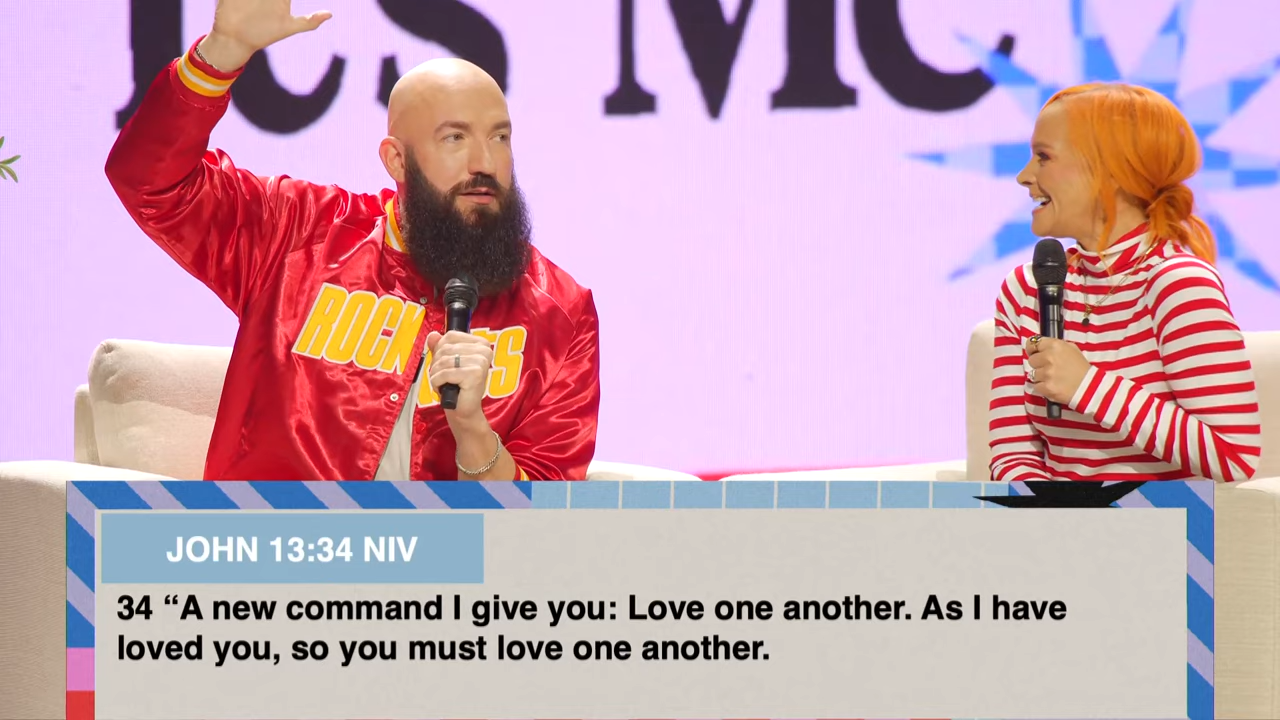 JOHN 13:34 NIV
34 “A new command I give you: Love one another. As I have
loved you, so you must love one another.